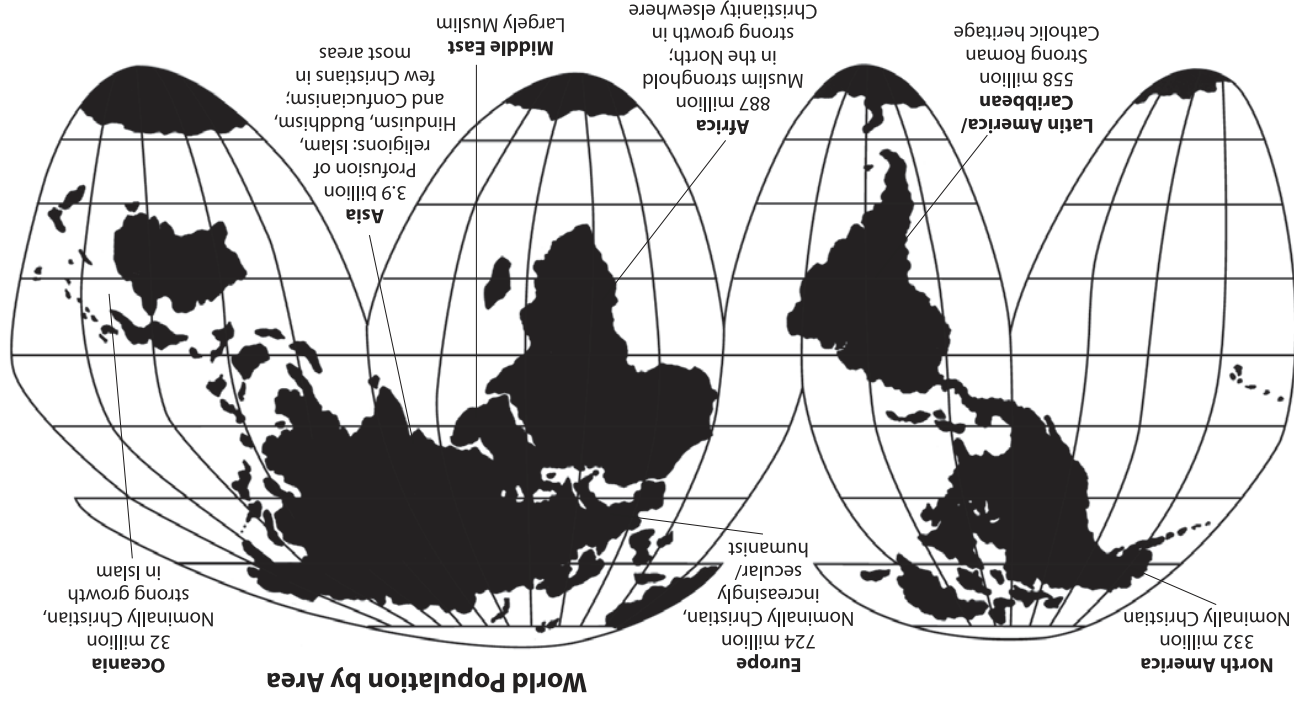 World Population by Area
North America
332 million
Nominally Christian
Europe
724 million
Nominally Christian,
increasingly
secular/
humanist
Oceania
32 million
Nominally Christian,
strong growth
in Islam
Latin America/
Caribbean
558 million
Strong Roman
Catholic heritage
Africa
887 million
Muslim stronghold
in the North;
strong growth in
Christianity elsewhere
Middle East
Largely Muslim
Asia
3.9 billion
Profusion of
religions: Islam,
Hinduism, Buddhism,
and Confucianism;
few Christians in
most areas